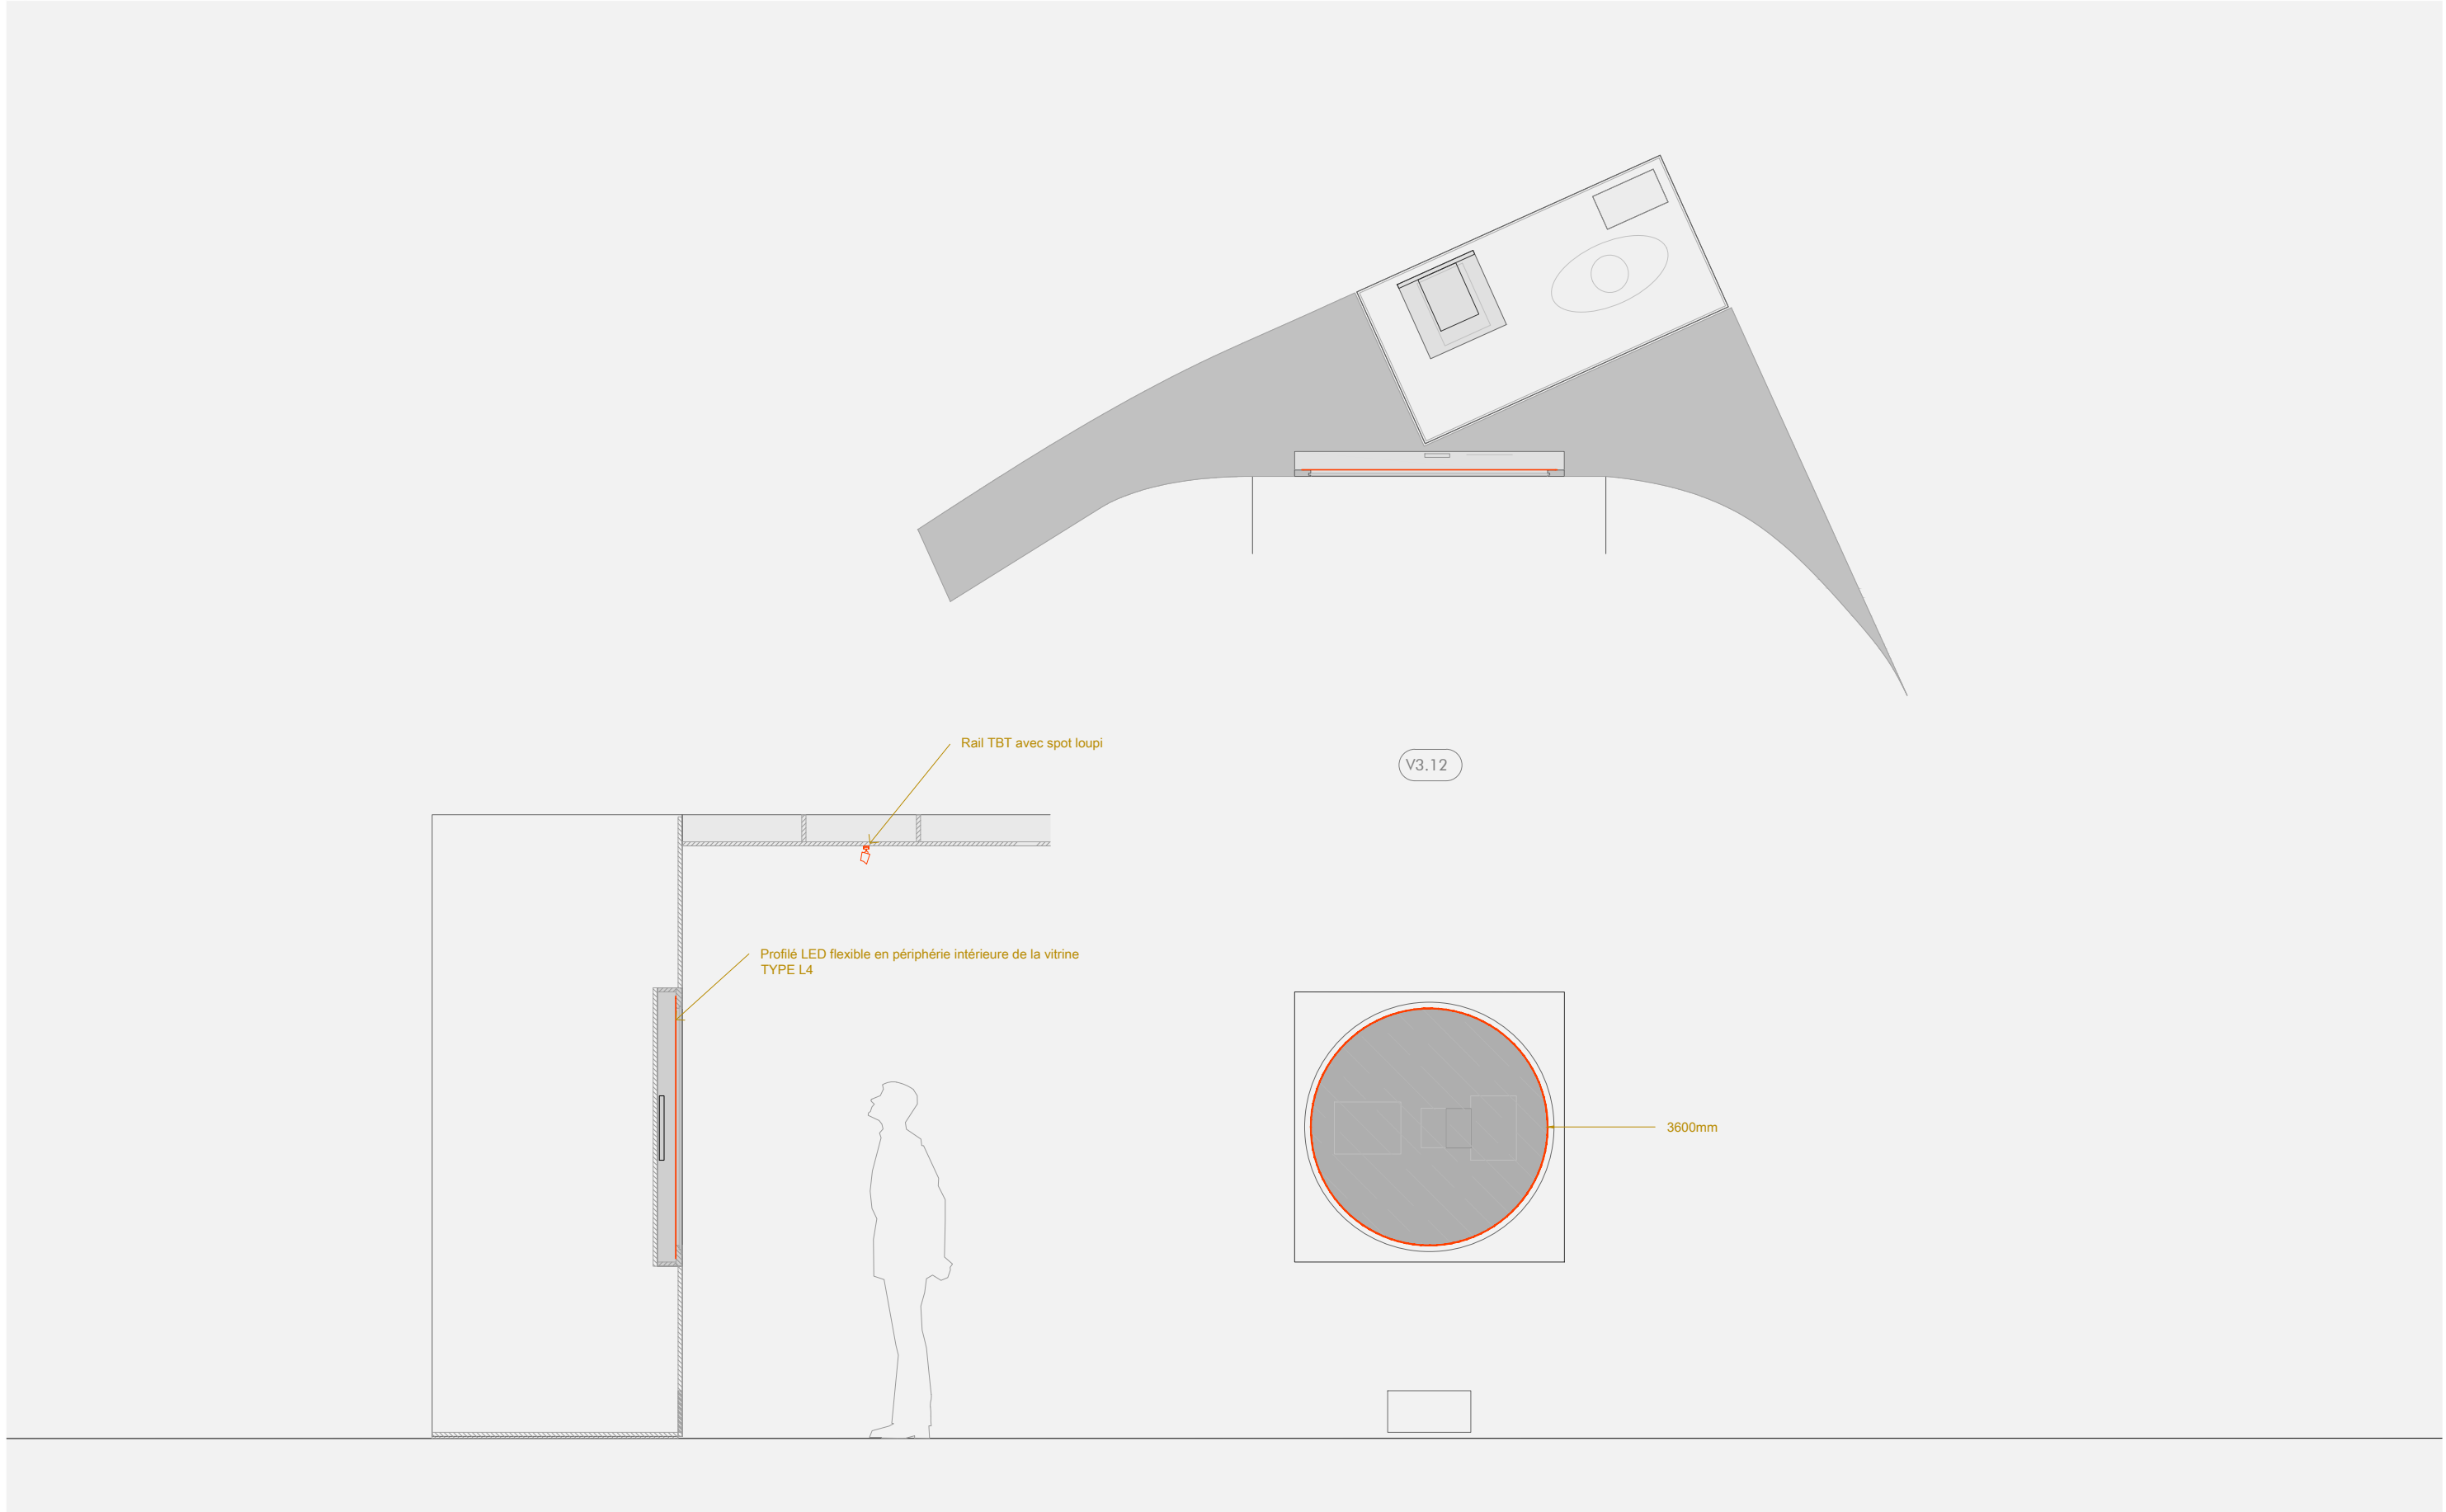 Rail TBT avec spot loupi
V3.12
Profilé LED flexible en périphérie intérieure de la vitrine
TYPE L4
3600mm